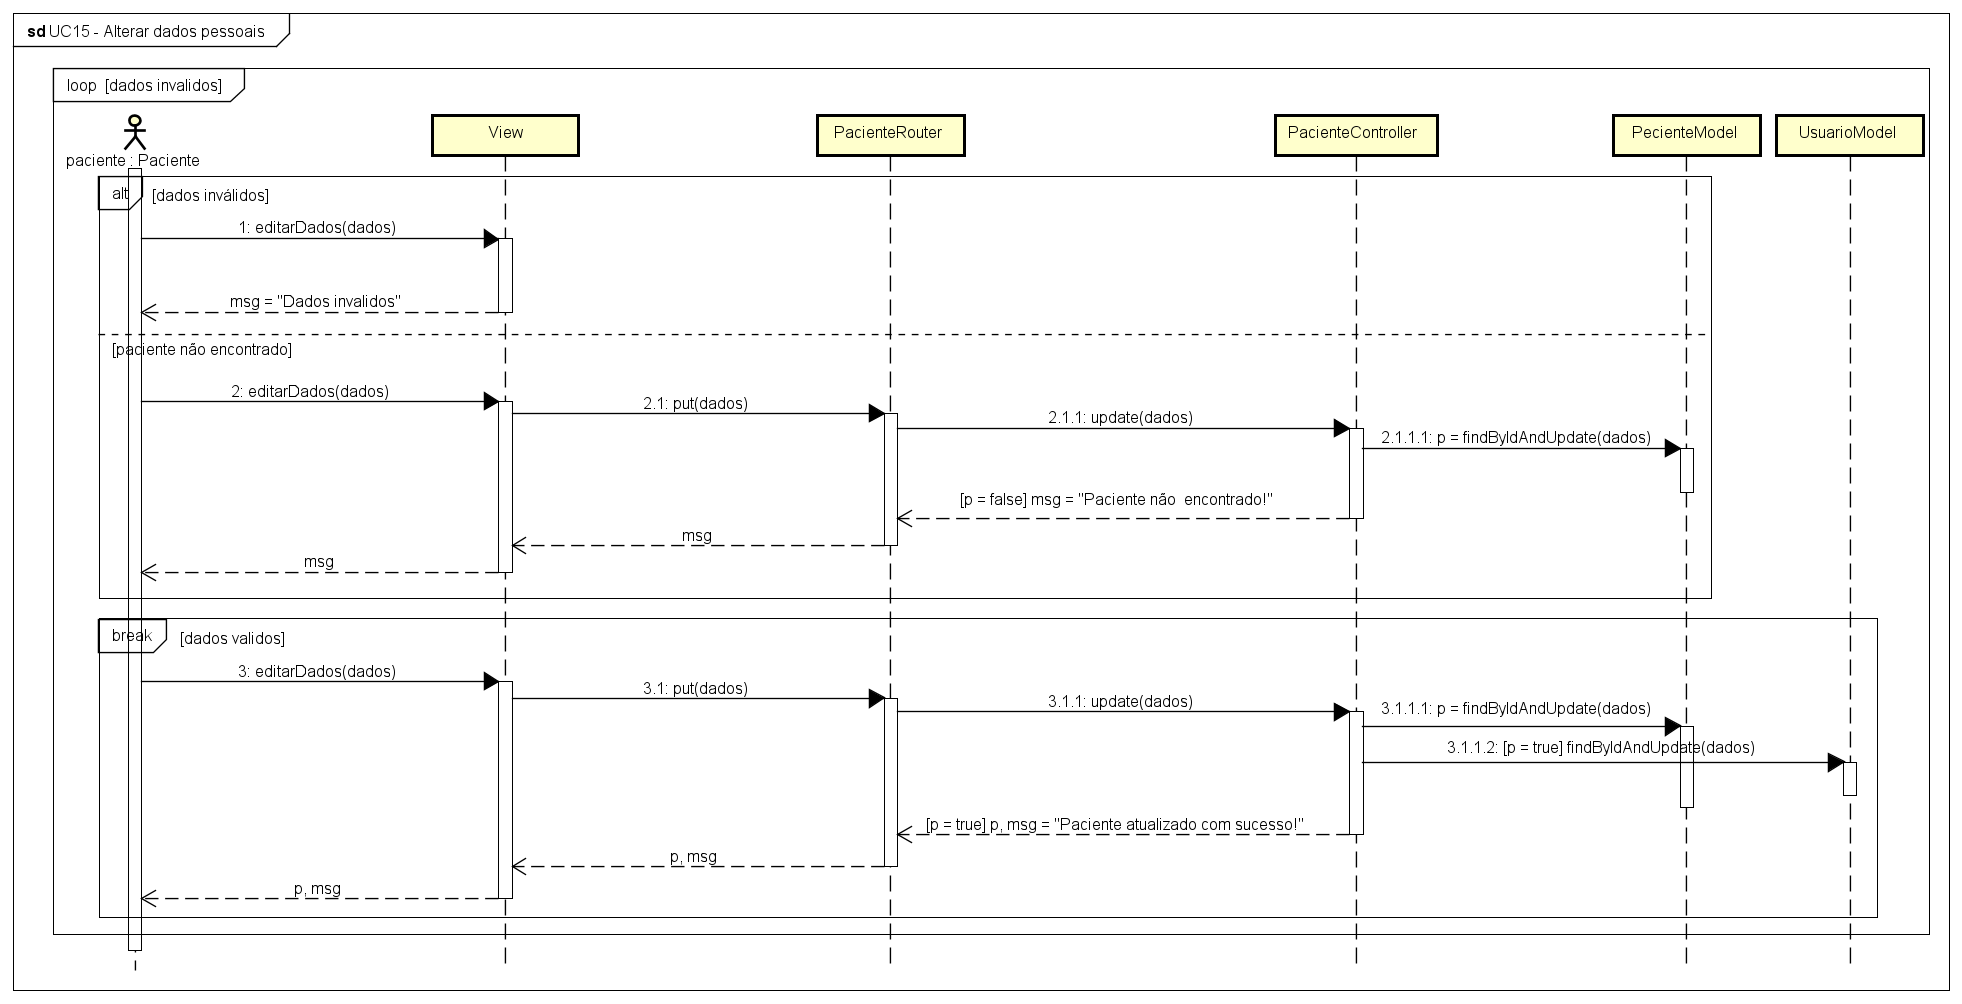 sd UC15 - Alterar dados pessoais
loop [dados invalidos]
paciente : Paciente
View
PacienteRouter
PacienteController
PecienteModel
UsuarioModel
alt [dados inválidos]
1: editarDados(dados)
msg = "Dados invalidos"
[paciente não encontrado]
2: editarDados(dados)
2.1: put(dados)
2.1.1: update(dados)
2.1.1.1: p = findByIdAndUpdate(dados)
[p = false] msg = "Paciente não  encontrado!"
msg
msg
break [dados validos]
3: editarDados(dados)
3.1: put(dados)
3.1.1: update(dados)
3.1.1.1: p = findByIdAndUpdate(dados)
3.1.1.2: [p = true] findByIdAndUpdate(dados)
[p = true] p, msg = "Paciente atualizado com sucesso!"
p, msg
p, msg